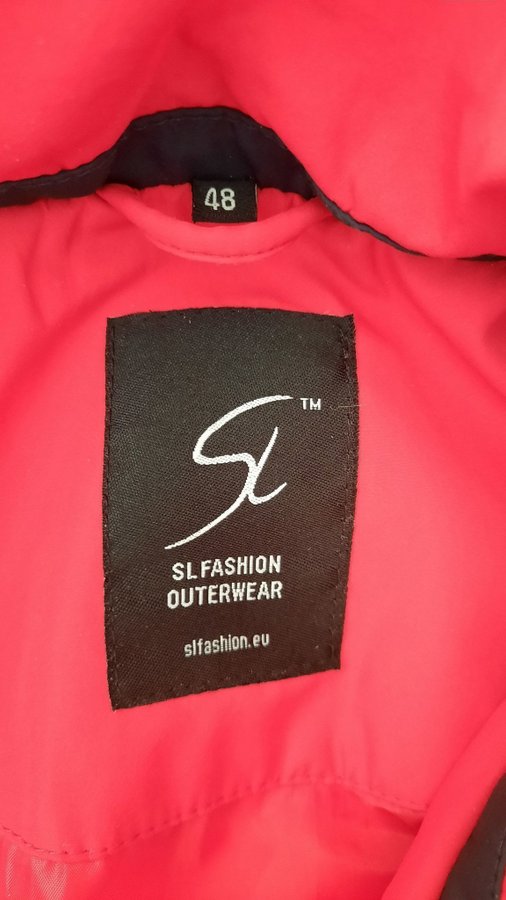 48
SL TM
SL FASHION
OUTERWEAR
slfashion.eu